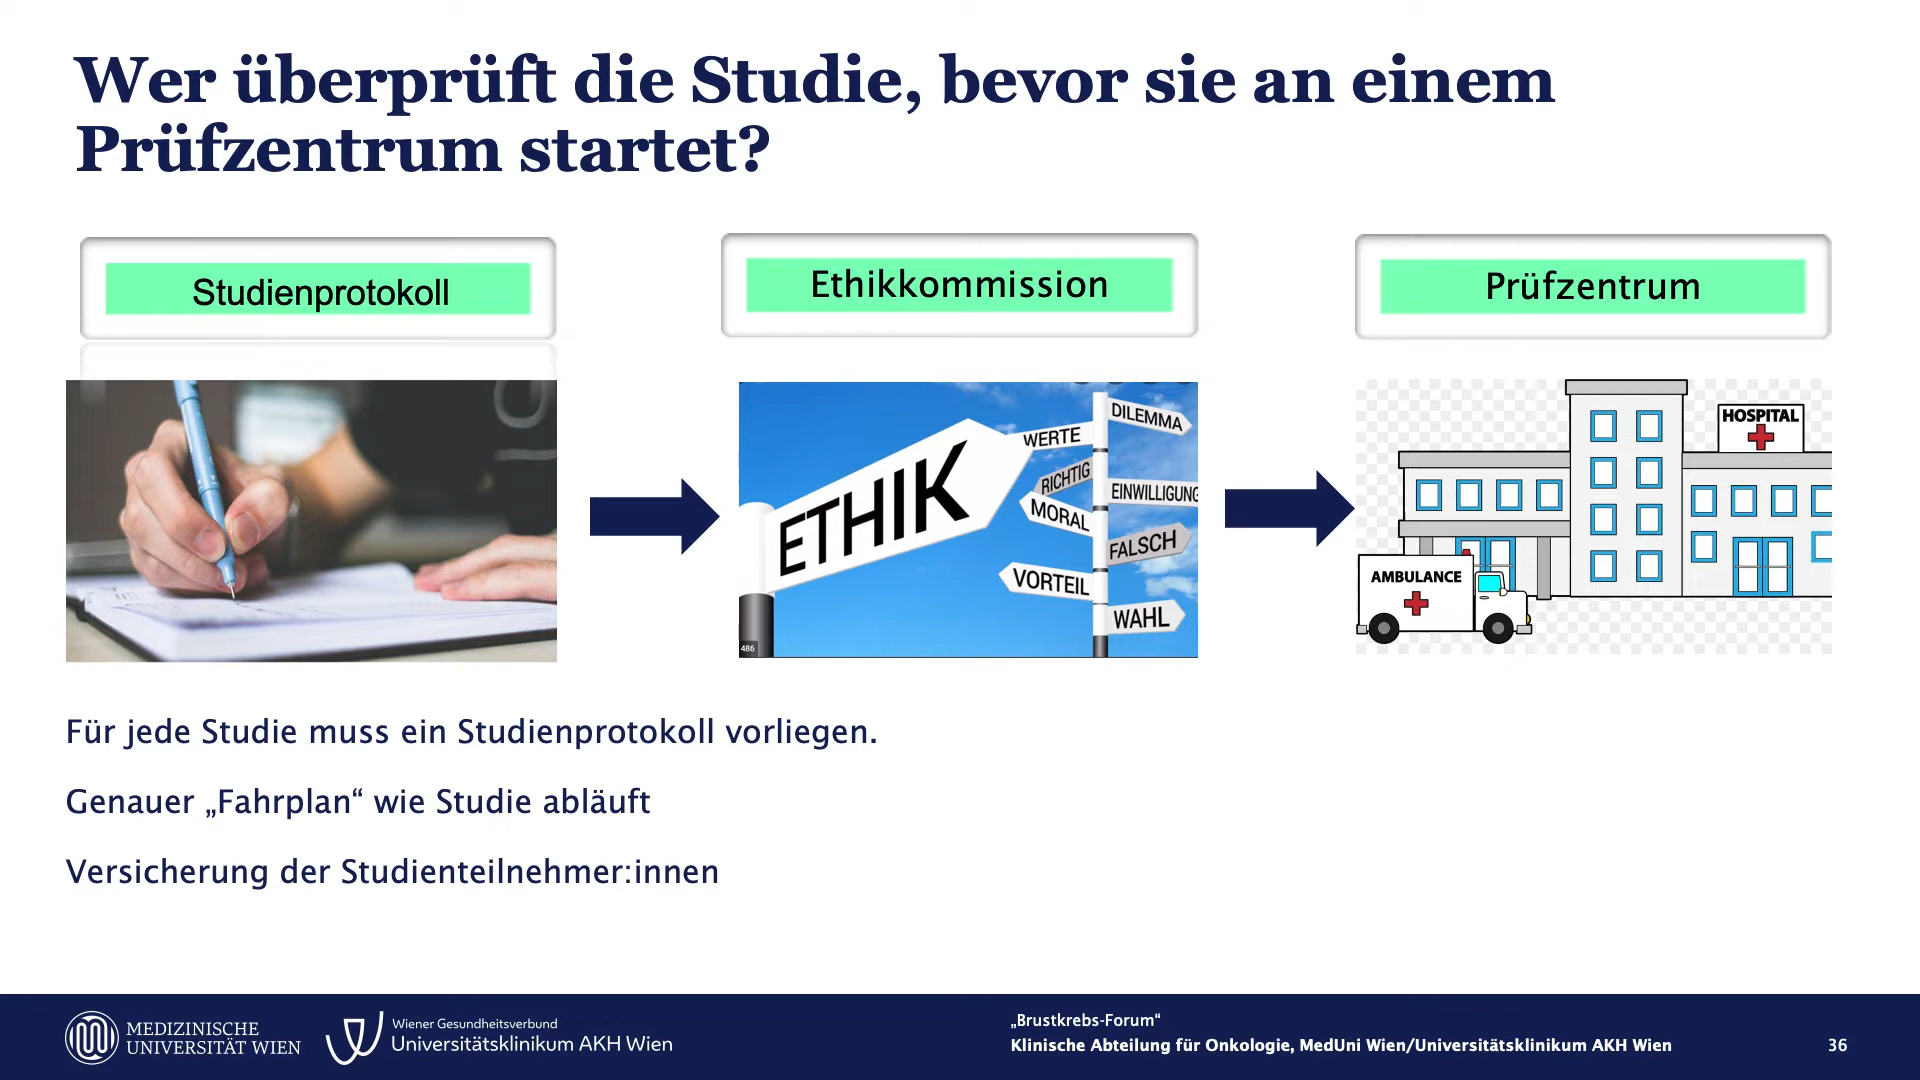 Wer überprüft die Studie, bevor sie an einem
Prüfzentrum startet?
Studienprotokoll
Ethikkommission
Prüfzentrum
ETHIK
WERTE
RICHTIG
MORAL
VORTEIL
DILEMMA
EINWILLIGUNG
FALSCH
WAHL
486
HOSPITAL
AMBULANCE
Für jede Studie muss ein Studienprotokoll vorliegen.
Genauer „Fahrplan“ wie Studie abläuft
Versicherung der Studienteilnehmer:innen
MEDIZINISCHE
UNIVERSITÄT WIEN
Wiener Gesundheitsverbund
Universitätsklinikum AKH Wien
„Brustkrebs-Forum“
Klinische Abteilung für Onkologie, MedUni Wien/Universitätsklinikum AKH Wien
36